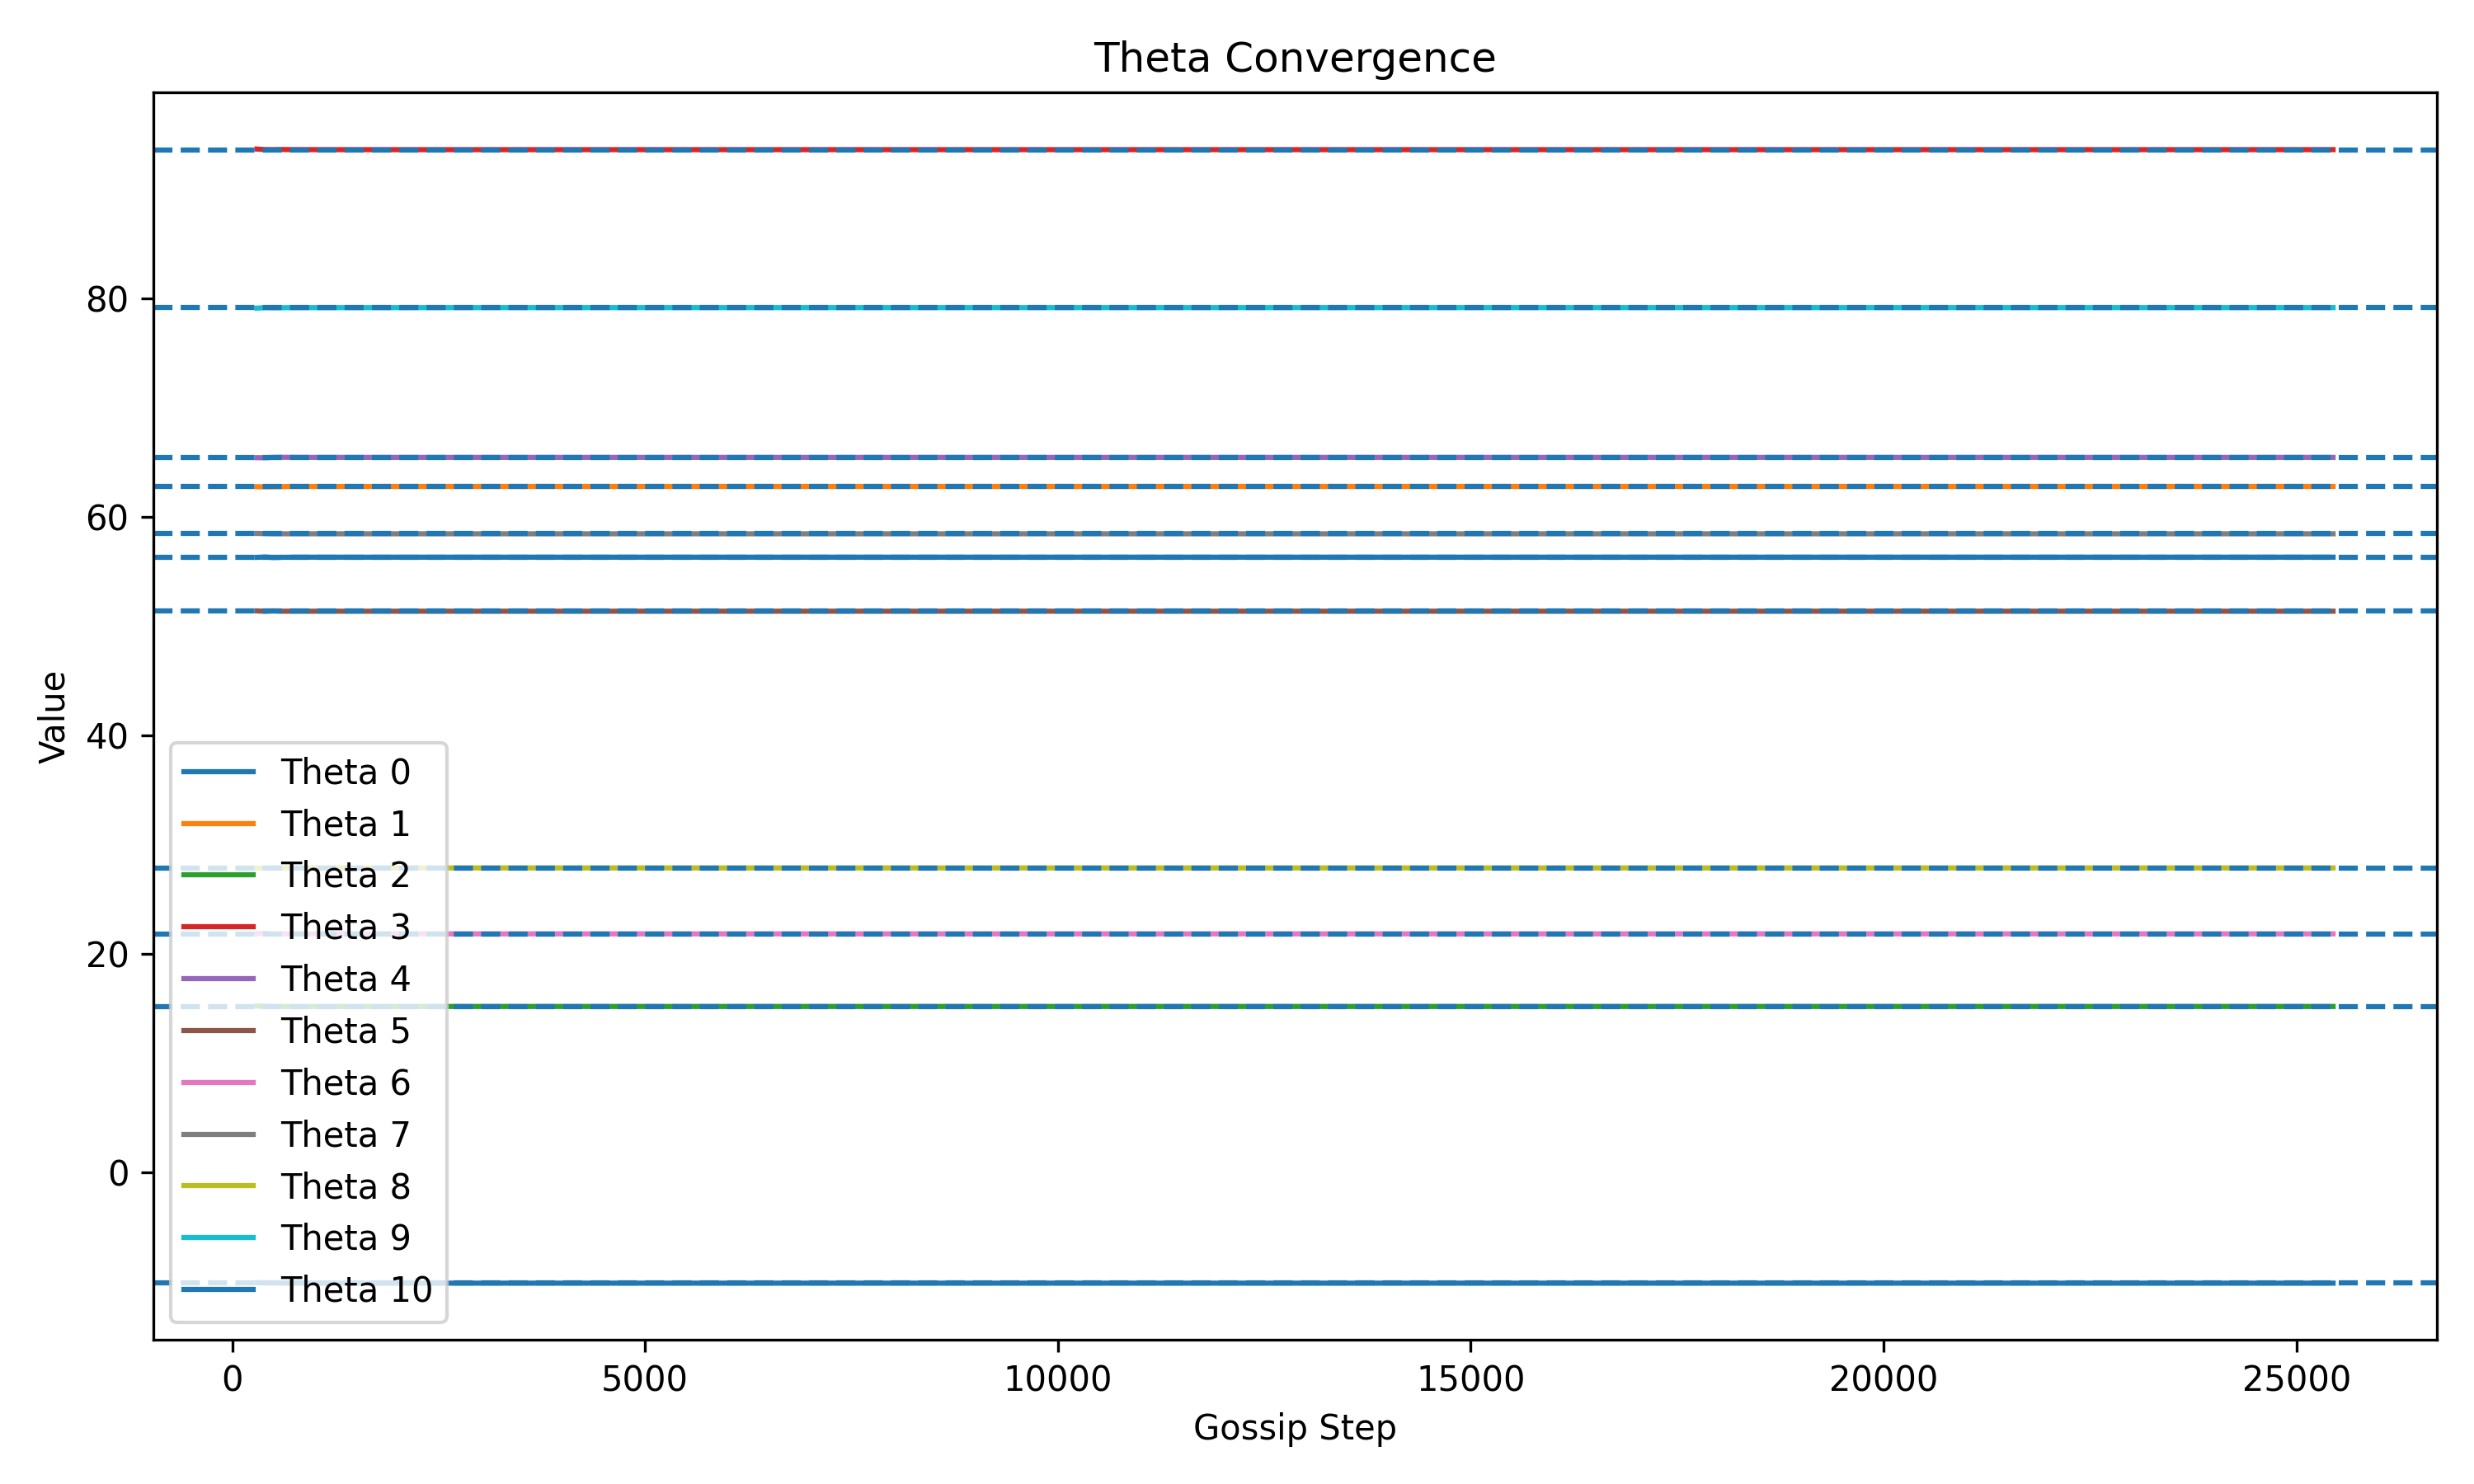 Theta Convergence
Value
80
60
40
20
0
Theta 0
Theta 1
Theta 2
Theta 3
Theta 4
Theta 5
Theta 6
Theta 7
Theta 8
Theta 9
Theta 10
0 5000 10000 15000 20000 25000
Gossip Step